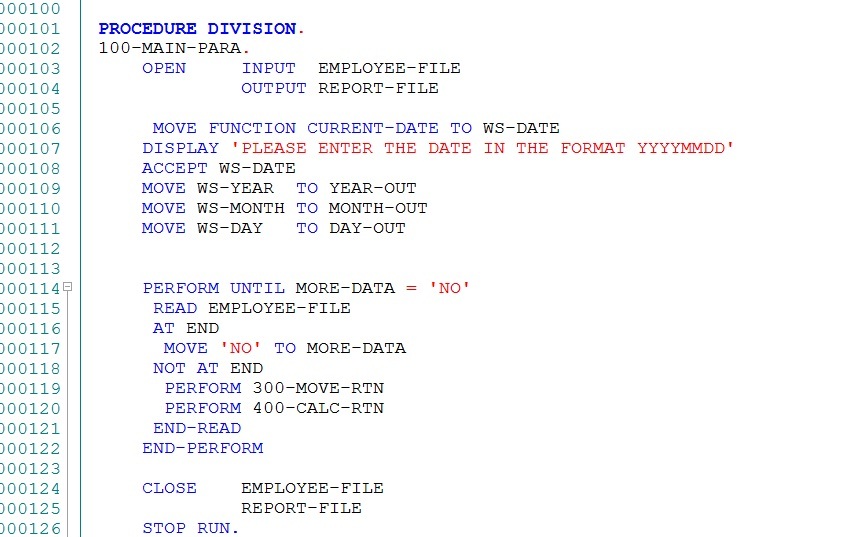 000100
000101 PROCEDURE DIVISION.
000102 100-MAIN-PARA.
000103 OPEN INPUT EMPLOYEE-FILE
000104 OUTPUT REPORT-FILE
000105
000106 MOVE FUNCTION CURRENT-DATE TO WS-DATE
000107 DISPLAY 'PLEASE ENTER THE DATE IN THE FORMAT YYYYMMDD'
000108 ACCEPT WS-DATE
000109 MOVE WS-YEAR TO YEAR-OUT
000110 MOVE WS-MONTH TO MONTH-OUT
000111 MOVE WS-DAY TO DAY-OUT
000112
000113
000114 PERFORM UNTIL MORE-DATA = 'NO'
000115 READ EMPLOYEE-FILE
000116 AT END
000117 MOVE 'NO' TO MORE-DATA
000118 NOT AT END
000119 PERFORM 300-MOVE-RTN
000120 PERFORM 400-CALC-RTN
000121 END-READ
000122 END-PERFORM
000123
000124 CLOSE EMPLOYEE-FILE
000125 REPORT-FILE
000126 STOP RUN.